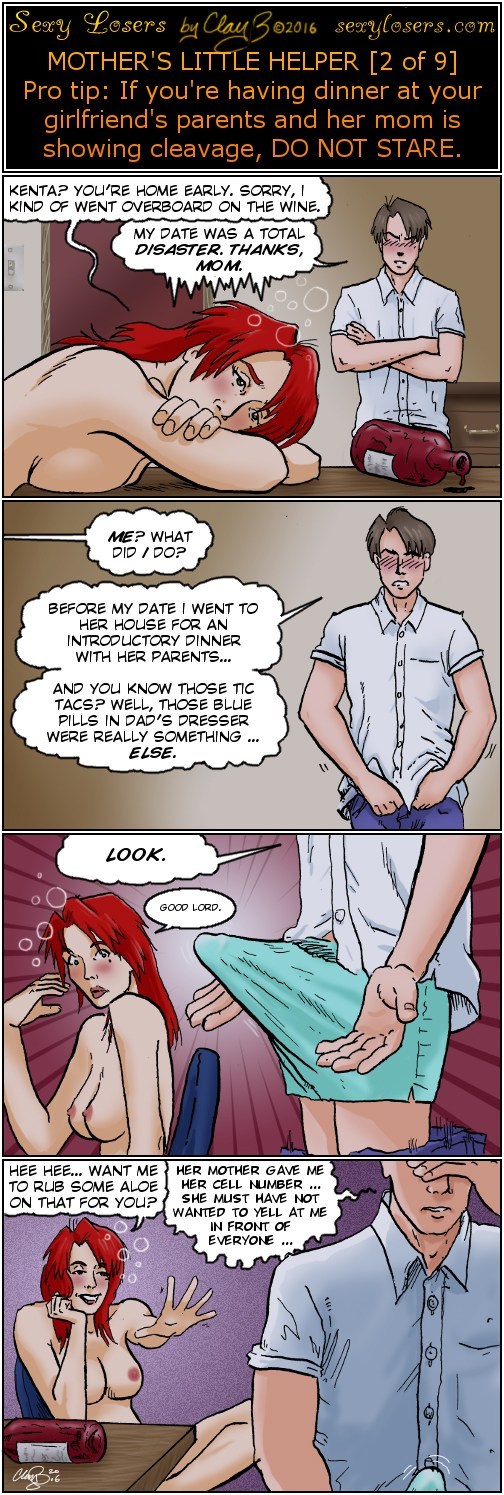 Sexy Losers by Clay B ©2016 sexylosers.com
MOTHER'S LITTLE HELPER [2 of 9]
Pro tip: If you're having dinner at your
girlfriend's parents and her mom is
showing cleavage, DO NOT STARE.
KENTA? YOU'RE HOME EARLY. SORRY, I
KIND OF WENT OVERBOARD ON THE WINE.
MY DATE WAS A TOTAL
DISASTER. THANKS,
MOM.
ME? WHAT
DID I DO?
BEFORE MY DATE I WENT TO
HER HOUSE FOR AN
INTRODUCTORY DINNER
WITH HER PARENTS...
AND YOU KNOW THOSE TIC
TACS? WELL, THOSE BLUE
PILLS IN DAD'S DRESSER
WERE REALLY SOMETHING ...
ELSE.
LOOK.
GOOD LORD.
HEE HEE... WANT ME
TO RUB SOME ALOE
ON THAT FOR YOU?
HER MOTHER GAVE ME
HER CELL NUMBER ...
SHE MUST HAVE NOT
WANTED TO YELL AT ME
IN FRONT OF
EVERYONE ...
Clay B 2016